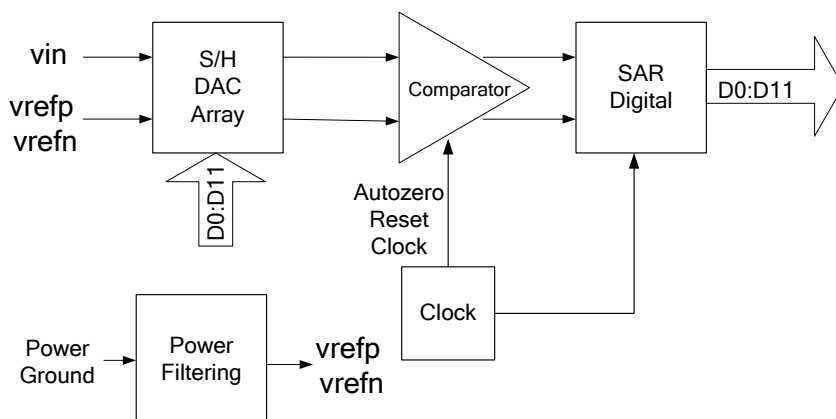 vin
vrefp
vrefn
S/H
DAC
Array
D0:D11
Comparator
SAR
Digital
D0:D11
Autozero
Reset
Clock
Clock
Power
Ground
Power
Filtering
vrefp
vrefn